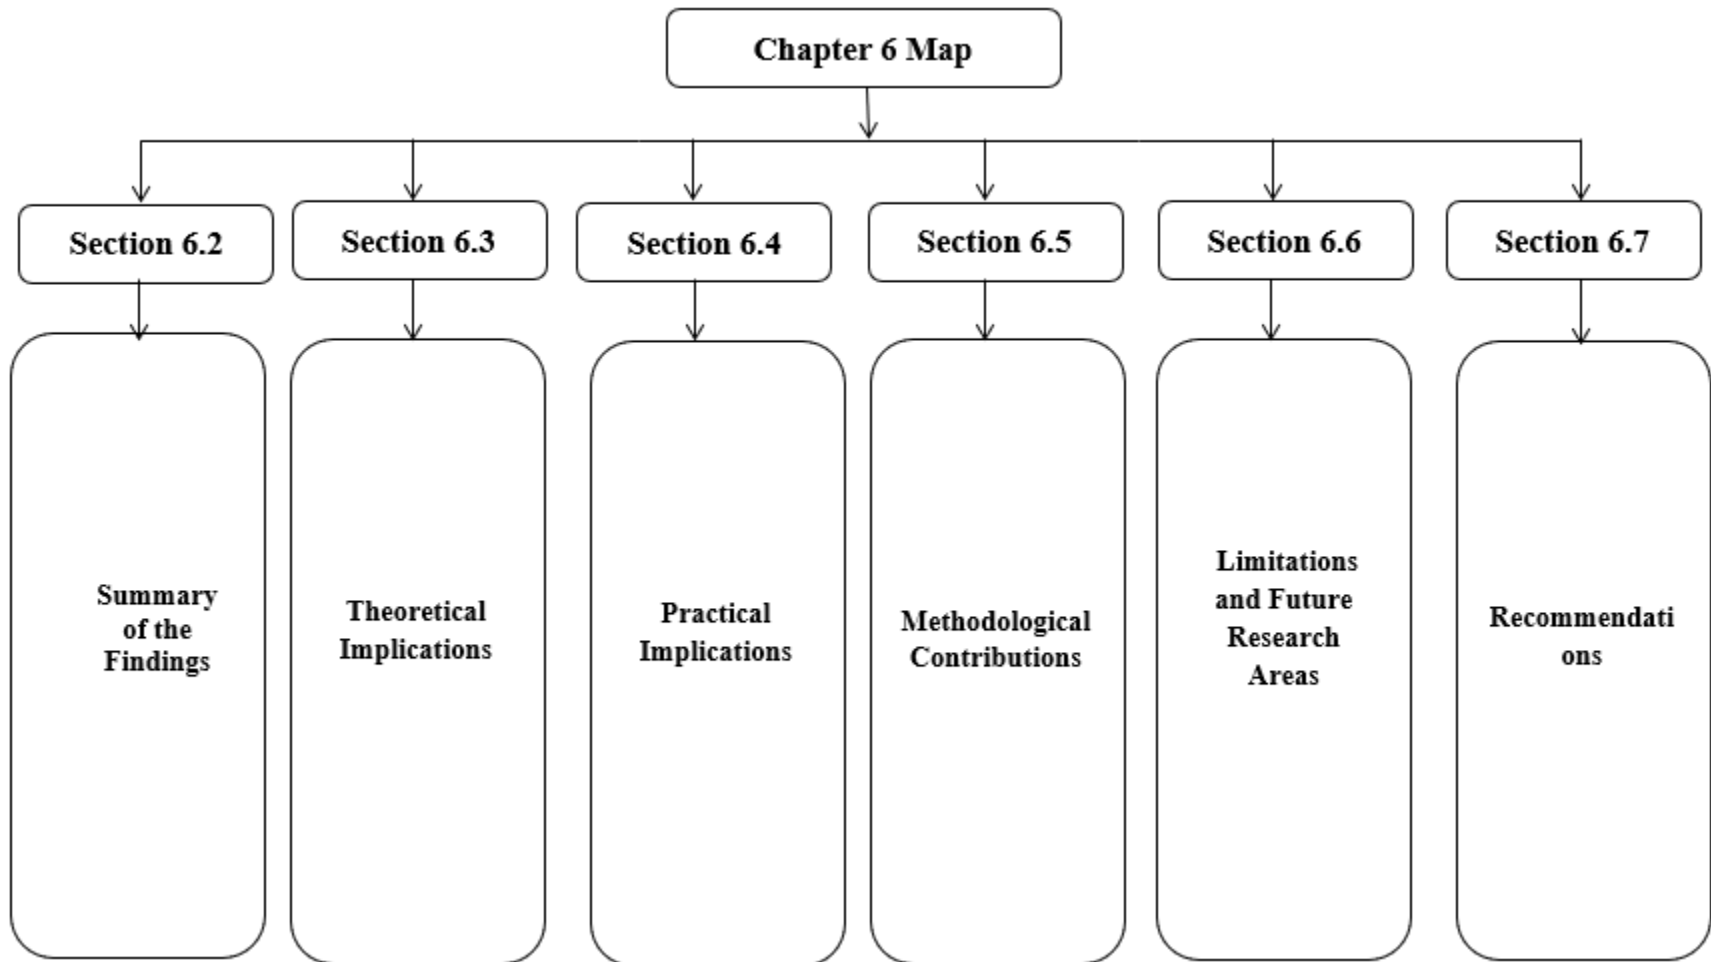 Chapter 6 Map
Section 6.2
Section 6.3
Section 6.4
Section 6.5
Section 6.6
Section 6.7
Summary
of the
Findings
Theoretical
Implications
Practical
Implications
Methodological
Contributions
Limitations
and Future
Research
Areas
Recommendati
ons